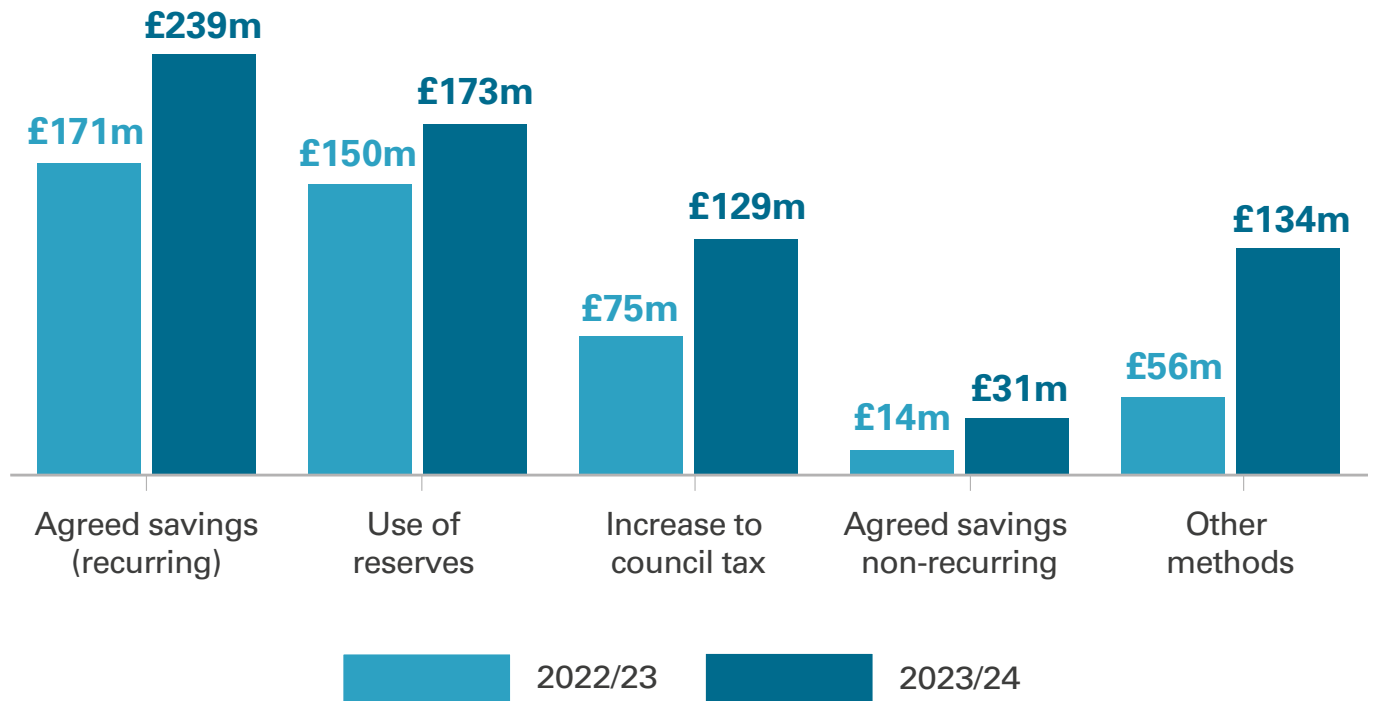 £171m
£239m
£150m
£173m
£75m
£129m
£14m
£31m
£56m
£134m
Agreed savings
(recurring)
Use of
reserves
Increase to
council tax
Agreed savings
non-recurring
Other
methods
2022/23
2023/24